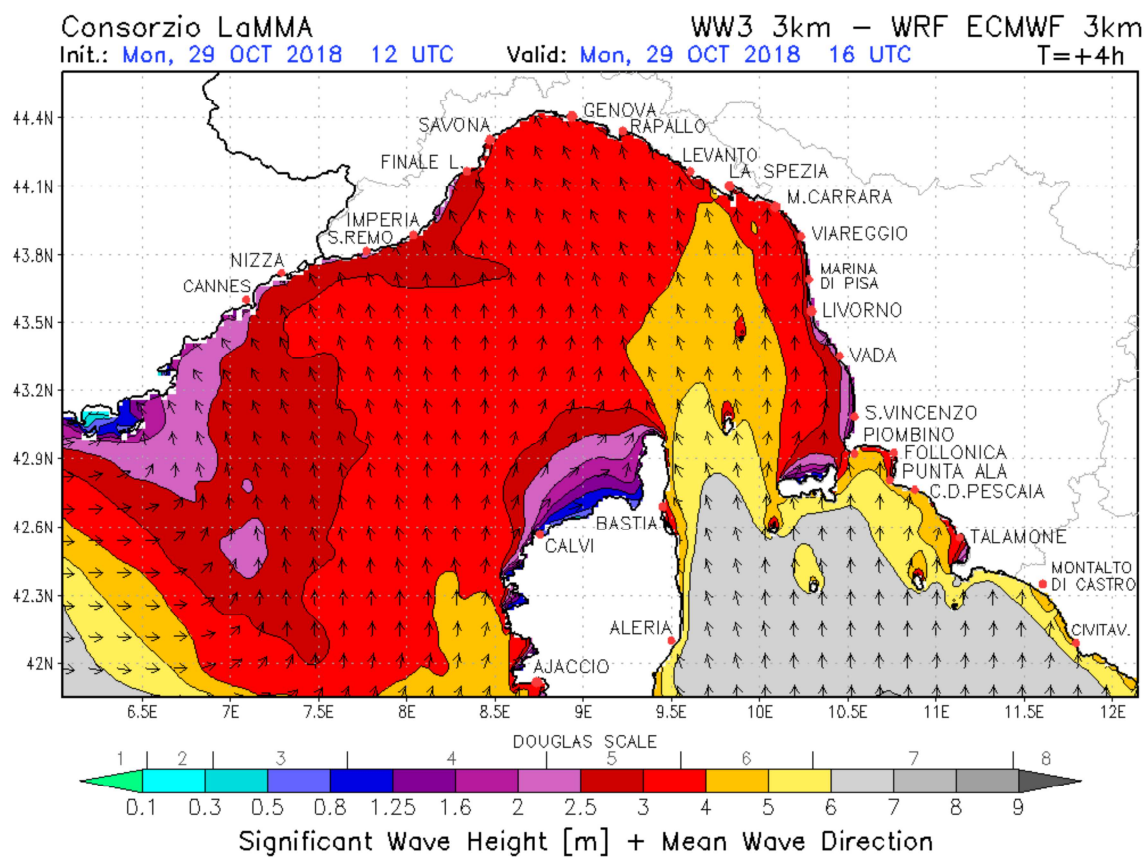 Consorzio LaMMA WW3 3km – WRF ECMWF 3km
Init.: Mon, 29 OCT 2018 12 UTC Valid: Mon, 29 OCT 2018 16 UTC T=+4h
44.4N
44.1N
43.8N
43.5N
43.2N
42.9N
42.6N
42.3N
42N
GENOVA
SAVONA
RAPALLO
FINALE L.
LEVANTO
LA SPEZIA
M.CARRARA
IMPERIA
S.REMO
VIAREGGIO
NIZZA
CANNES
MARINA
DI PISA
LIVORNO
VADA
S.VINCENZO
PIOMBINO
FOLLONICA
PUNTA ALA
C.D.PESCAIA
BASTIA
CALVI
TALAMONE
MONTALTO
DI CASTRO
ALERIA
CIVITAV.
AJACCIO
6.5E 7E 7.5E 8E 8.5E 9E 9.5E 10E 10.5E 11E 11.5E 12E
DOUGLAS SCALE
1 2 3 4 5 6 7 8
0.1 0.3 0.5 0.8 1.25 1.6 2 2.5 3 4 5 6 7 8 9
Significant Wave Height [m] + Mean Wave Direction